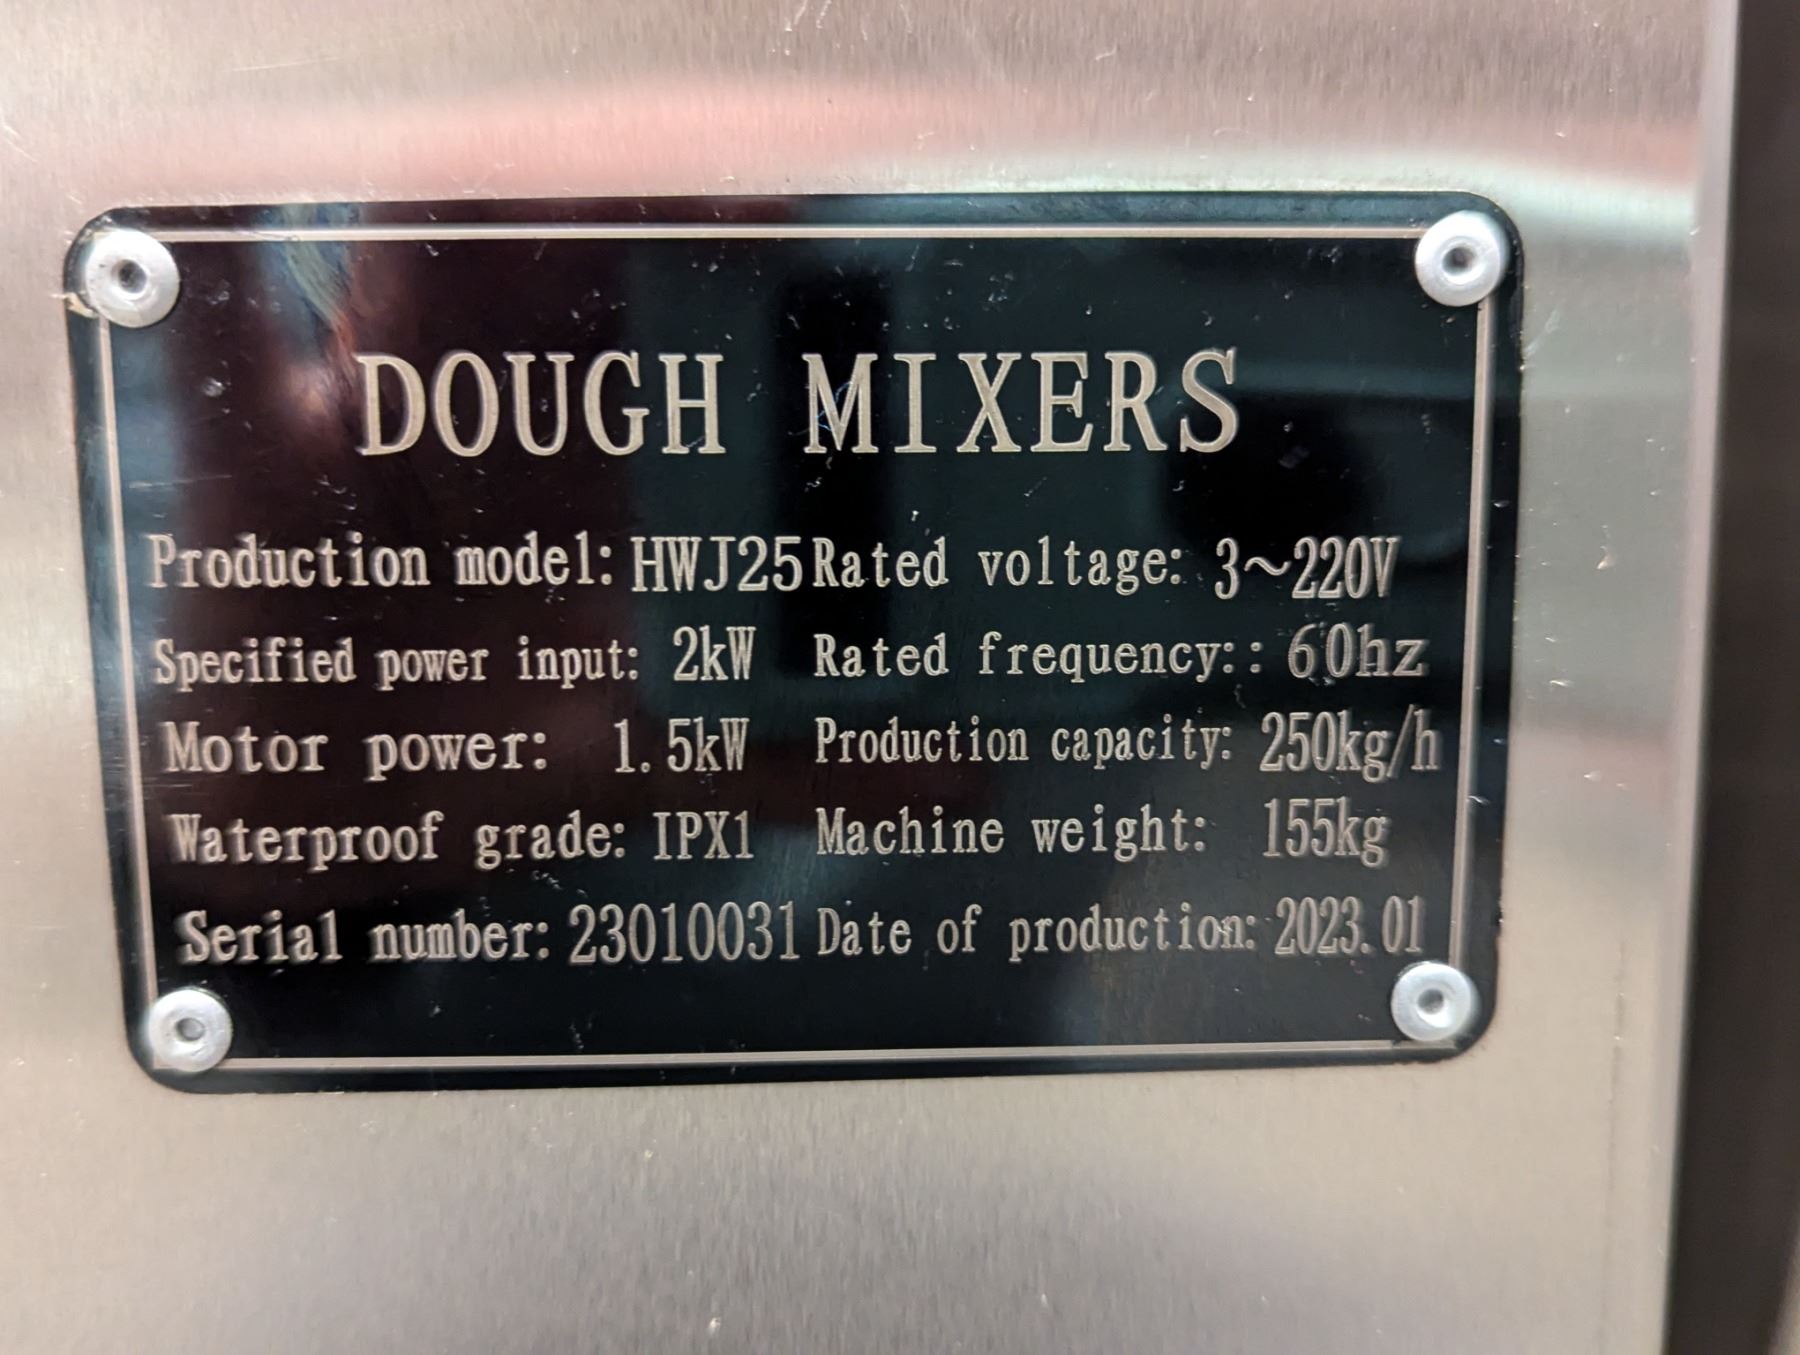 DOUGH MIXERS
Production model: HWJ25 Rated voltage: 3~220V
Specified power input: 2kW Rated frequency:: 60hz
Motor power: 1.5kW Production capacity: 250kg/h
Waterproof grade: IPX1 Machine weight: 155kg
Serial number: 23010031 Date of production: 2023.01